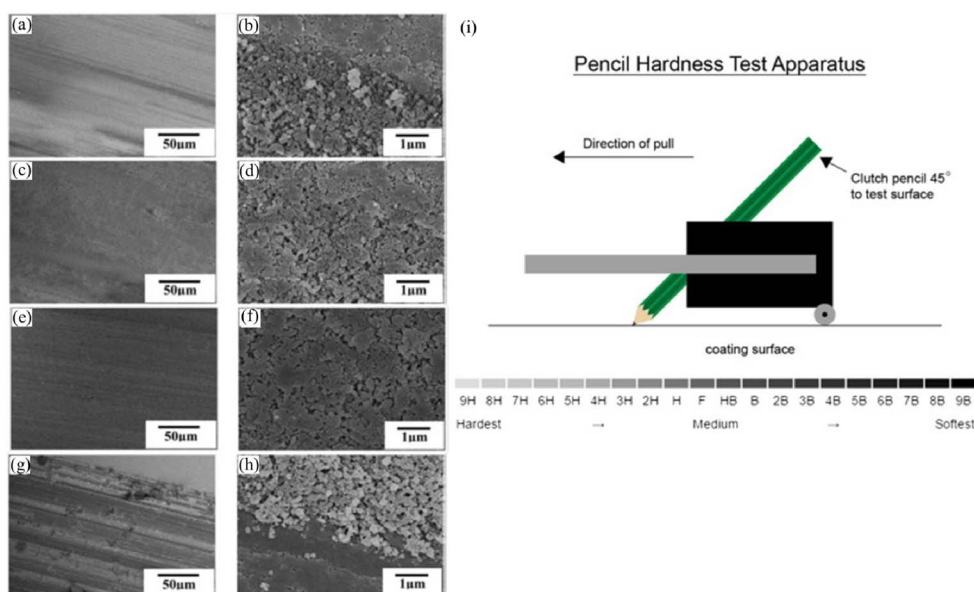 (a)
(b)
50μm
1μm
(c)
(d)
50μm
1μm
(e)
(f)
50μm
1μm
(g)
(h)
50μm
1μm
(i)
Pencil Hardness Test Apparatus
Direction of pull
Clutch pencil 45°
to test surface
coating surface
9H 8H 7H 6H 5H 4H 3H 2H H F HB B 2B 3B 4B 5B 6B 7B 8B 9B
Hardest → Medium → Softest